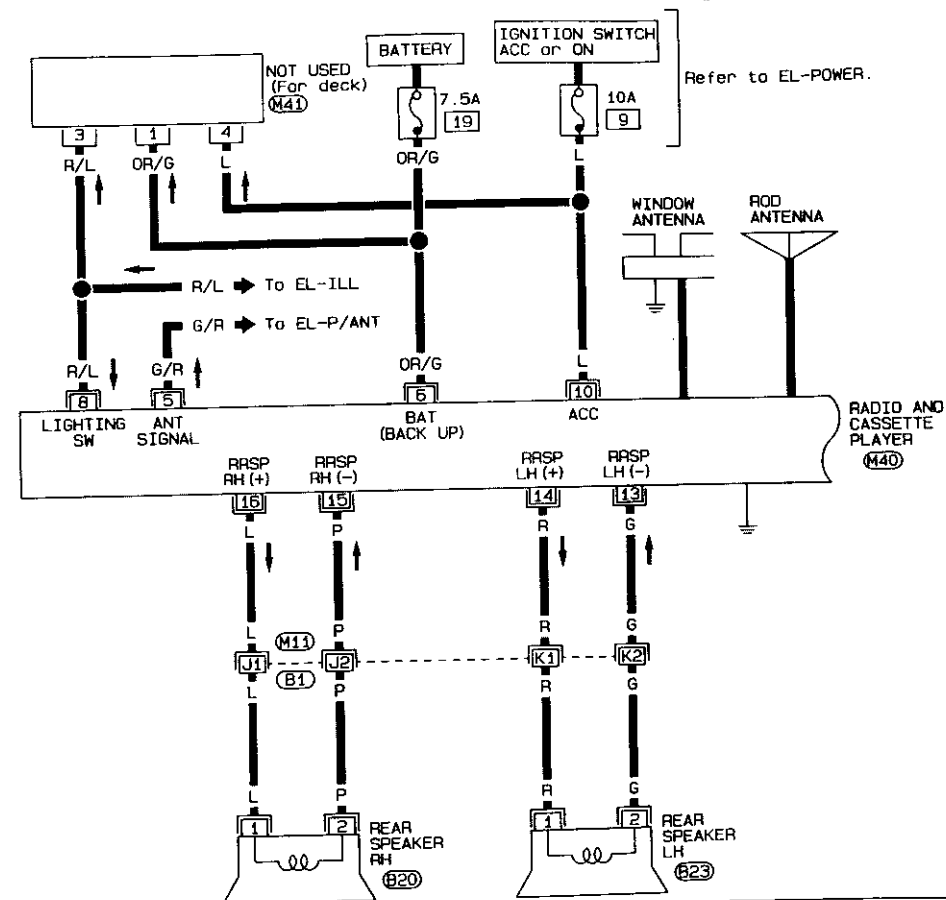 BATTERY
IGNITION SWITCH
ACC or ON
Refer to EL-POWER.
NOT USED
(For deck)
M41
7.5A
19
10A
9
3
1
4
R/L
OR/G
L
OR/G
L
WINDOW
ANTENNA
ROD
ANTENNA
R/L
To EL-ILL
G/R
To EL-P/ANT
R/L
G/R
OR/G
L
8
5
6
10
LIGHTING
SW
ANT
SIGNAL
BAT
(BACK UP)
ACC
RADIO AND
CASSETTE
PLAYER
M40
RRSP
RH (+)
RRSP
RH (-)
RRSP
LH (+)
RRSP
LH (-)
16
15
14
13
L
P
R
G
L
P
R
G
M11
J1
J2
K1
K2
B1
L
P
R
G
L
P
R
G
1
2
1
2
REAR
SPEAKER
RH
B20
REAR
SPEAKER
LH
B23